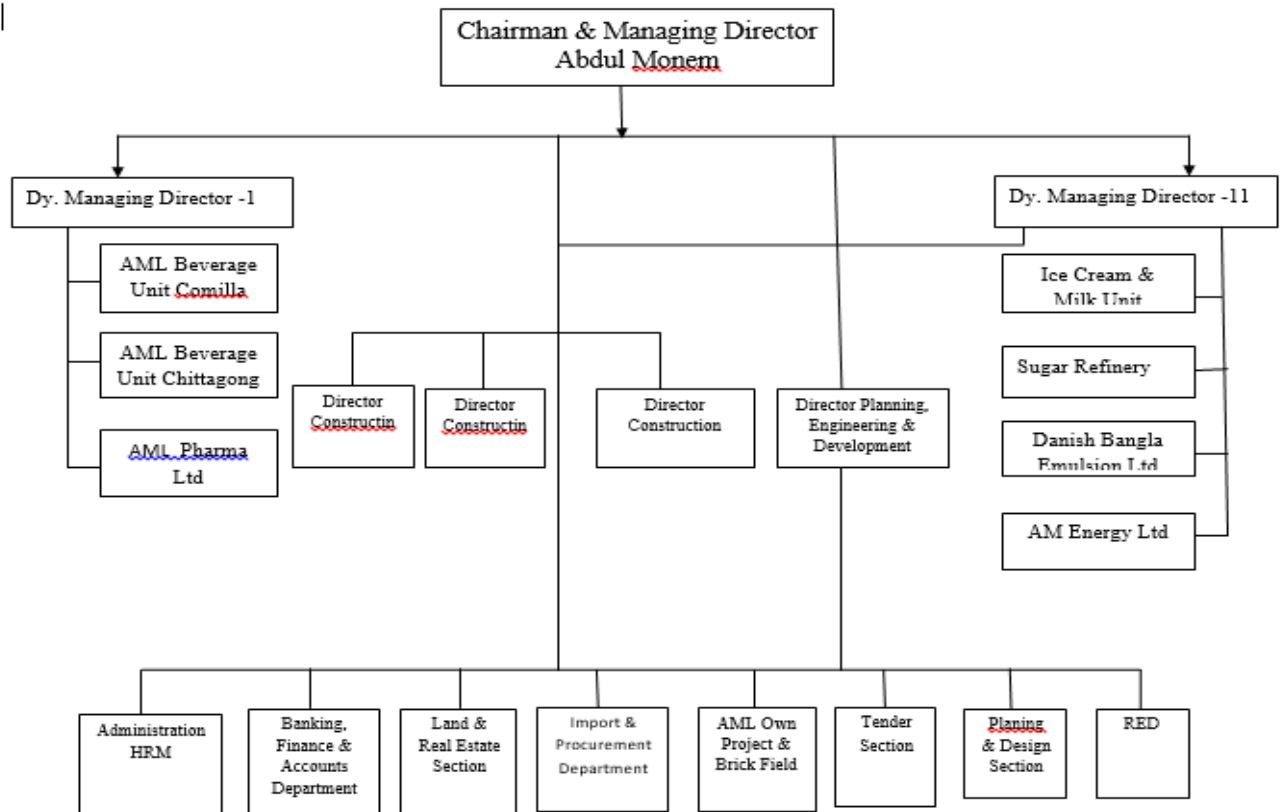 Chairman & Managing Director
Abdul Monem
Dy. Managing Director -1
Dy. Managing Director -11
AML Beverage
Unit Comilla
AML Beverage
Unit Chittagong
AML Pharma
Ltd
Director
Constructin
Director
Constructin
Director
Construction
Director Planning,
Engineering &
Development
Ice Cream &
Milk Unit
Sugar Refinery
Danish Bangla
Emulsion Ltd
AM Energy Ltd
Administration
HRM
Banking,
Finance &
Accounts
Department
Land &
Real Estate
Section
Import &
Procurement
Department
AML Own
Project &
Brick Field
Tender
Section
Planing
& Design
Section
RED